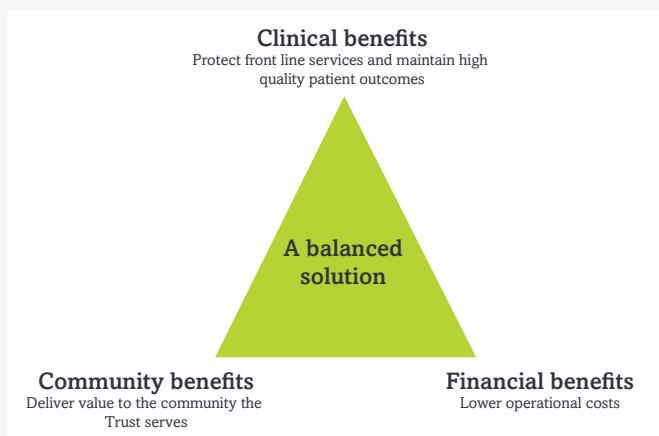 Clinical benefits
Protect front line services and maintain high
quality patient outcomes
A balanced
solution
Community benefits
Deliver value to the community the
Trust serves
Financial benefits
Lower operational costs